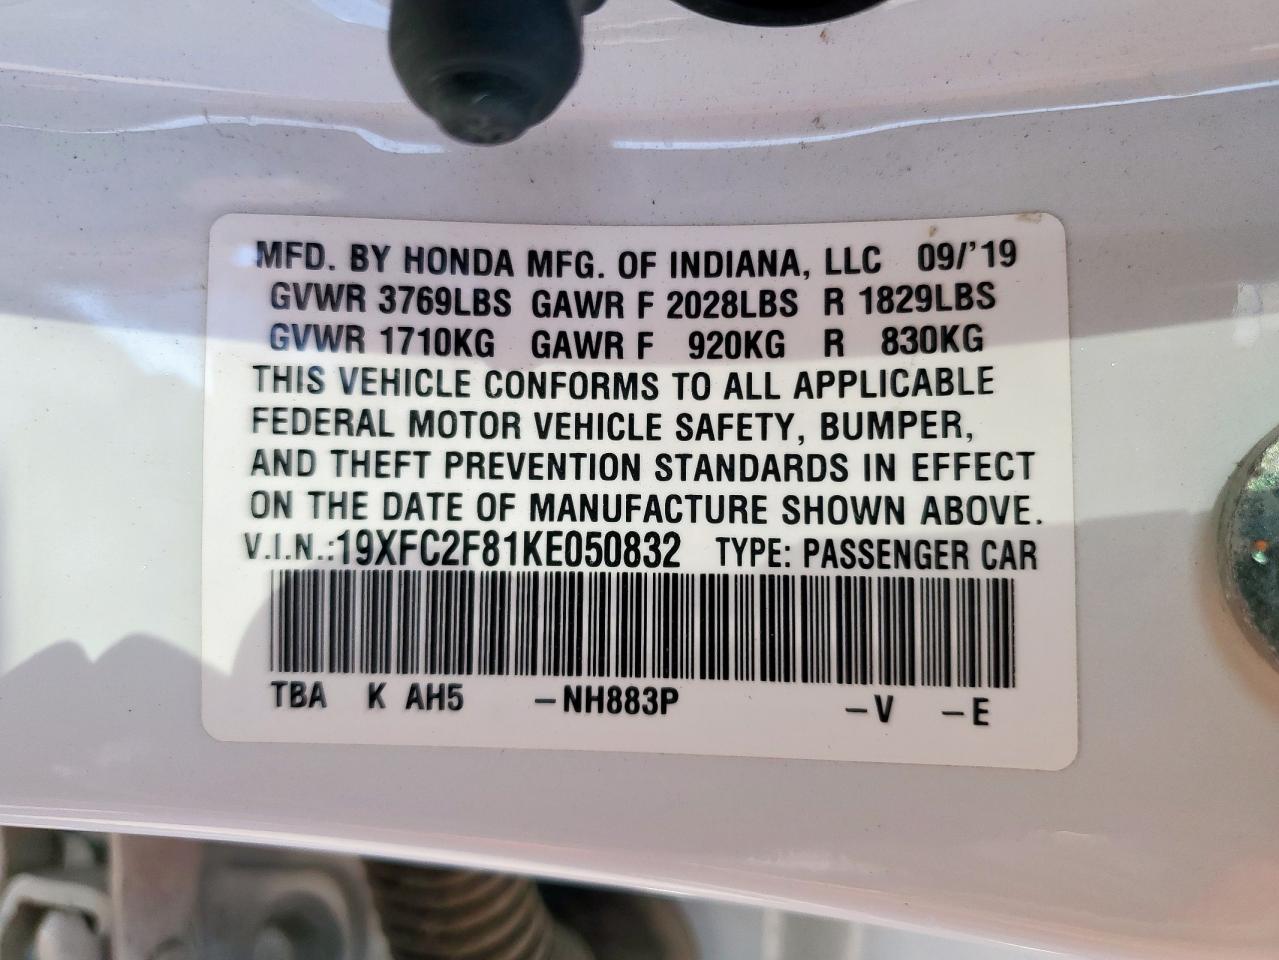 MFD. BY HONDA MFG. OF INDIANA, LLC 09/'19
GVWR 3769LBS GAWR F 2028LBS R 1829LBS
GVWR 1710KG GAWR F 920KG R 830KG
THIS VEHICLE CONFORMS TO ALL APPLICABLE
FEDERAL MOTOR VEHICLE SAFETY, BUMPER,
AND THEFT PREVENTION STANDARDS IN EFFECT
ON THE DATE OF MANUFACTURE SHOWN ABOVE.
V.I.N.:19XFC2F81KE050832 TYPE: PASSENGER CAR
TBA K AH5 -NH883P -V -E